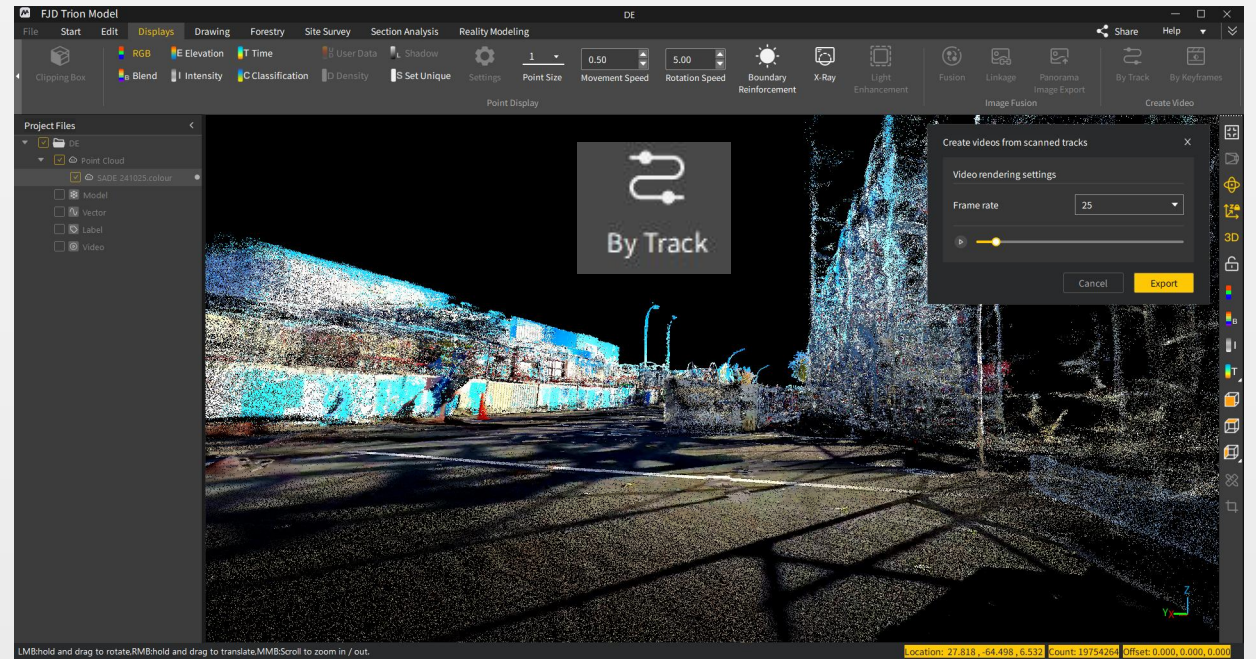 FJD Trion Model
DE
File Start Edit Displays Drawing Forestry Site Survey Section Analysis Reality Modeling
Share Help
Clipping Box
RGB E Elevation T Time User Data L Shadow
B Blend I Intensity C Classification D Density S Set Unique
Settings
1
Point Size
0.50
Movement Speed
5.00
Rotation Speed
Boundary
Reinforcement
X-Ray
Light
Enhancement
Point Display
Fusion
Linkage
Panorama
Image Export
Image Fusion
By Track
By Keyframes
Create Video
Project Files
DE
Point Cloud
SADE 241025.colour
Model
Vector
Label
Video
By Track
Create videos from scanned tracks X
Video rendering settings
Frame rate 25
Cancel Export
3D
B
I
T
Z
Y X
LMB:hold and drag to rotate,RMB:hold and drag to translate,MMB:Scroll to zoom in / out.
Location: 27.818 , -64.498 , 6.532 Count: 19754264 Offset: 0.000, 0.000, 0.000